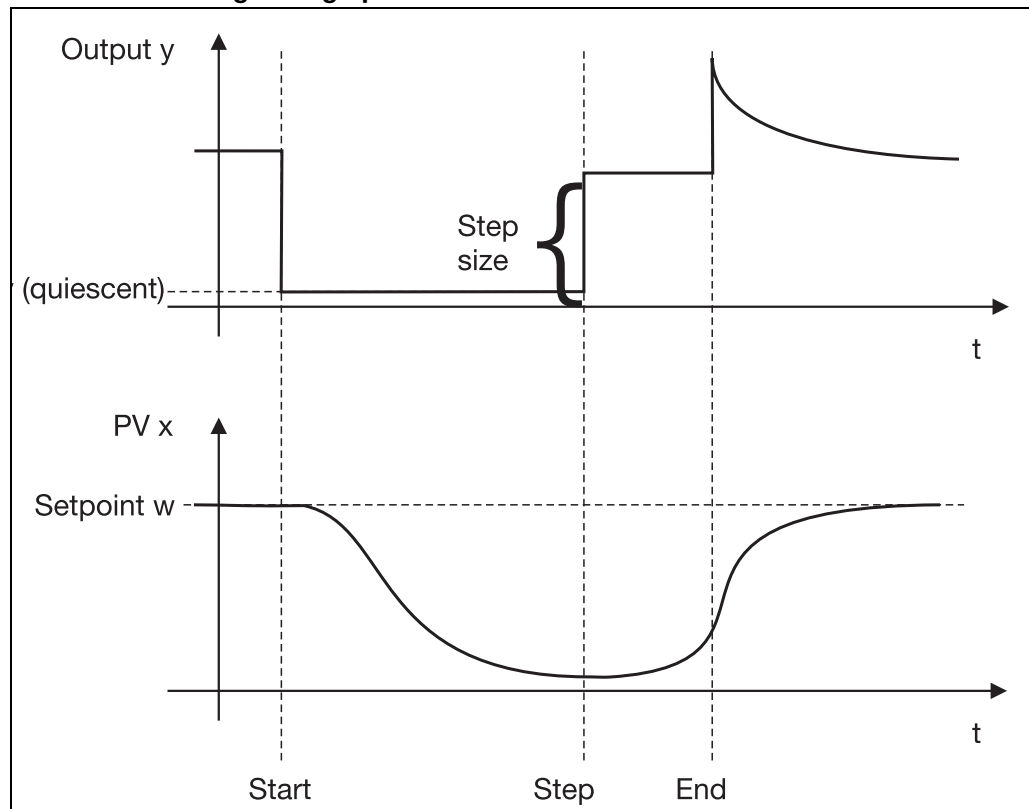 Output y
Step
size
(quiescent)
t
PV x
Setpoint w
t
Start Step End